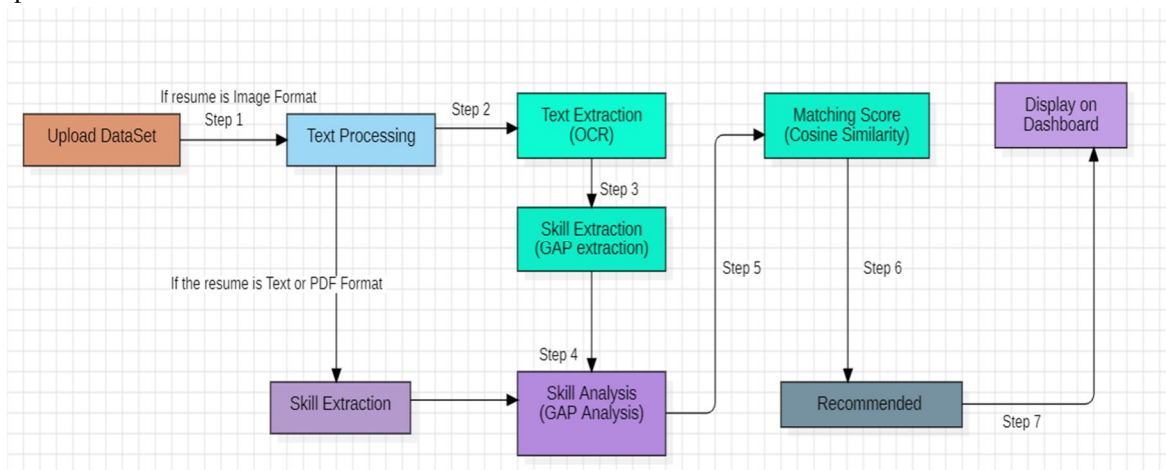 If resume is Image Format
Step 1
Upload DataSet
Text Processing
Step 2
Text Extraction
(OCR)
Step 3
Skill Extraction
(GAP extraction)
If the resume is Text or PDF Format
Skill Extraction
Step 4
Skill Analysis
(GAP Analysis)
Step 5
Matching Score
(Cosine Similarity)
Step 6
Recommended
Step 7
Display on
Dashboard